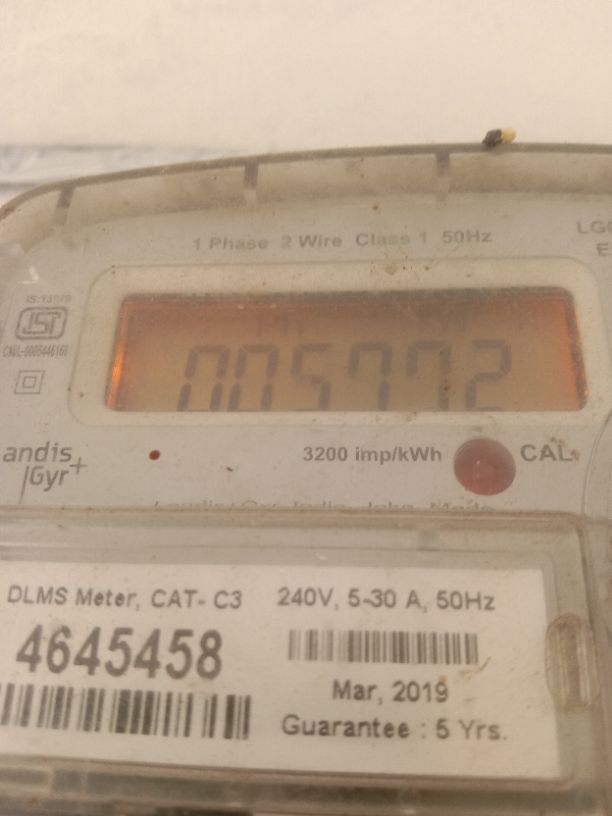 1 Phase 2 Wire Class 1 50Hz
IS:13779
ISI
005772
andis
Gyr+
3200 imp/kWh
CAL
DLMS Meter, CAT- C3
240V, 5-30 A, 50Hz
4645458
Mar, 2019
Guarantee : 5 Yrs.